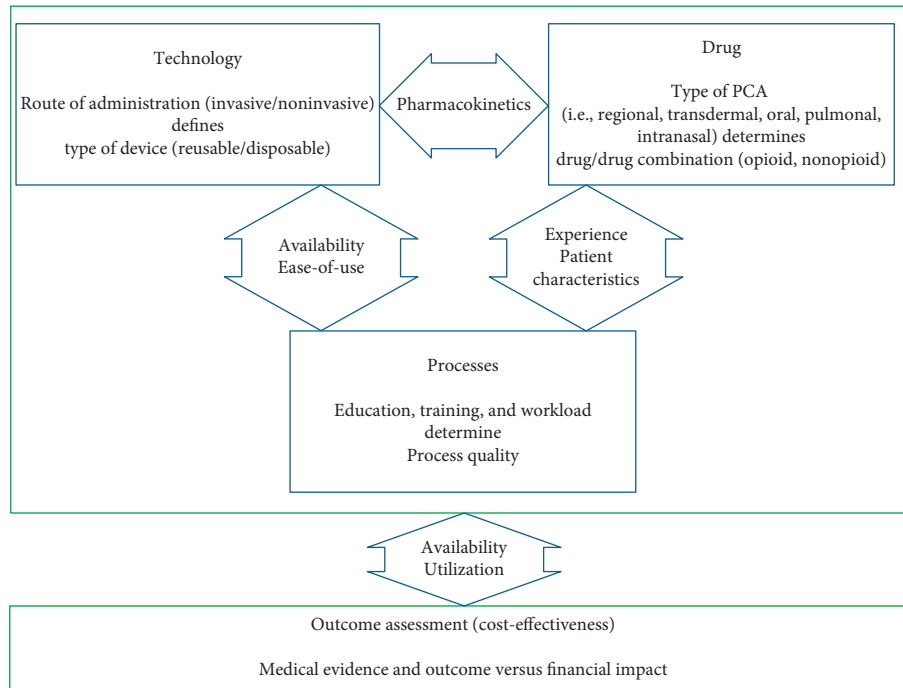 Technology
Route of administration (invasive/noninvasive)
defines
type of device (reusable/disposable)
Pharmacokinetics
Drug
Type of PCA
(i.e., regional, transdermal, oral, pulmonal,
intranasal) determines
drug/drug combination (opioid, nonopioid)
Availability
Ease-of-use
Experience
Patient
characteristics
Processes
Education, training, and workload
determine
Process quality
Availability
Utilization
Outcome assessment (cost-effectiveness)
Medical evidence and outcome versus financial impact